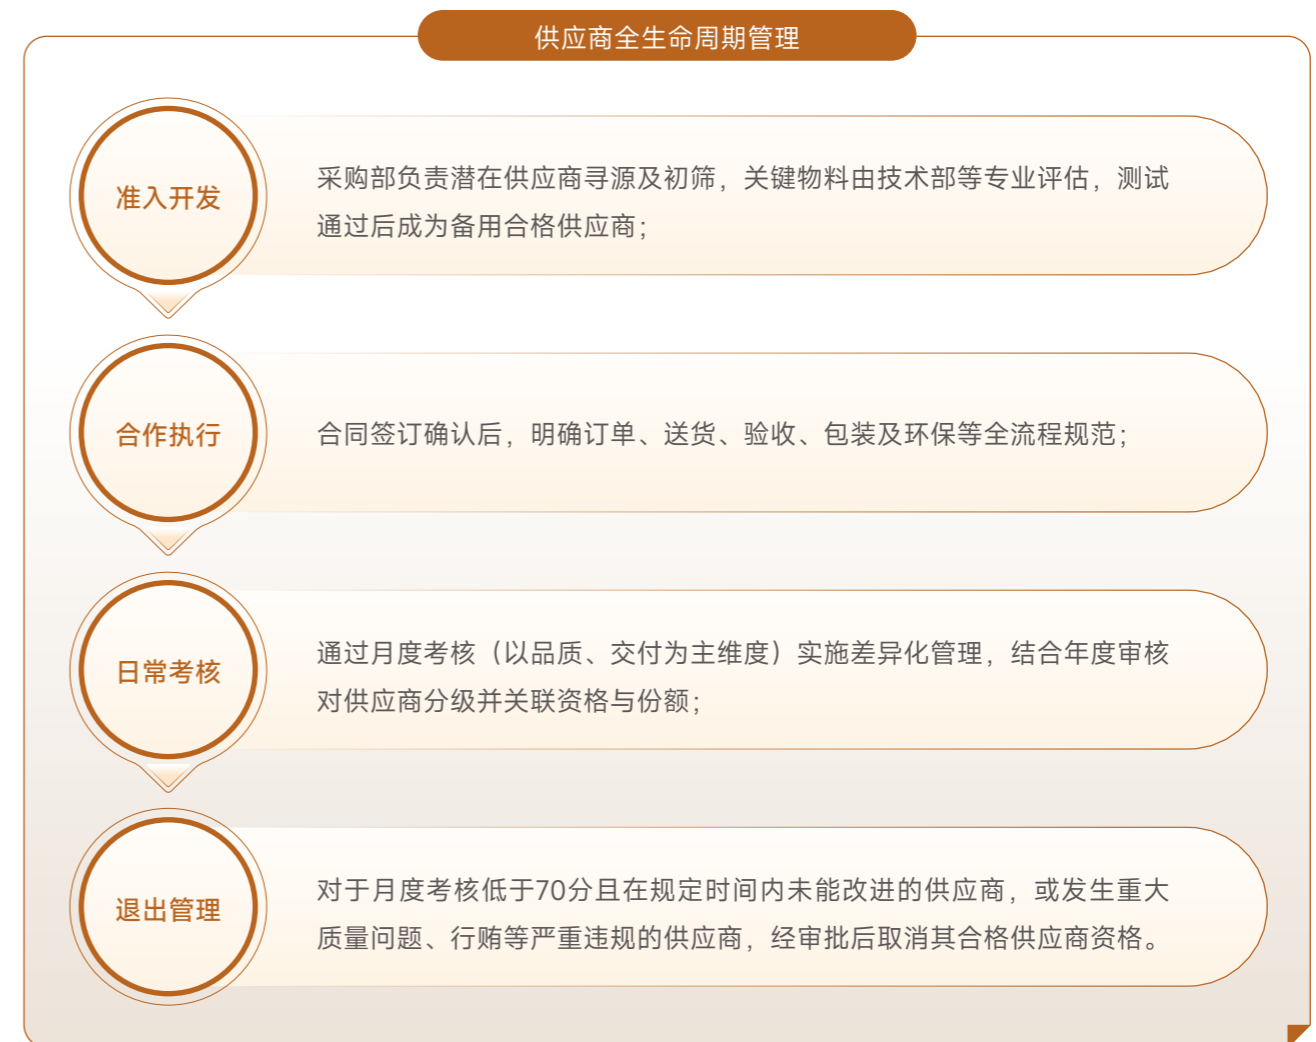 供应商全生命周期管理
准入开发
采购部负责潜在供应商寻源及初筛，关键物料由技术部等专业评估，测试
通过后成为备用合格供应商；
合作执行
合同签订确认后，明确订单、送货、验收、包装及环保等全流程规范；
日常考核
通过月度考核（以品质、交付为主维度）实施差异化管理，结合年度审核
对供应商分级并关联资格与份额；
退出管理
对于月度考核低于70分且在规定时间内未能改进的供应商，或发生重大
质量问题、行贿等严重违规的供应商，经审批后取消其合格供应商资格。